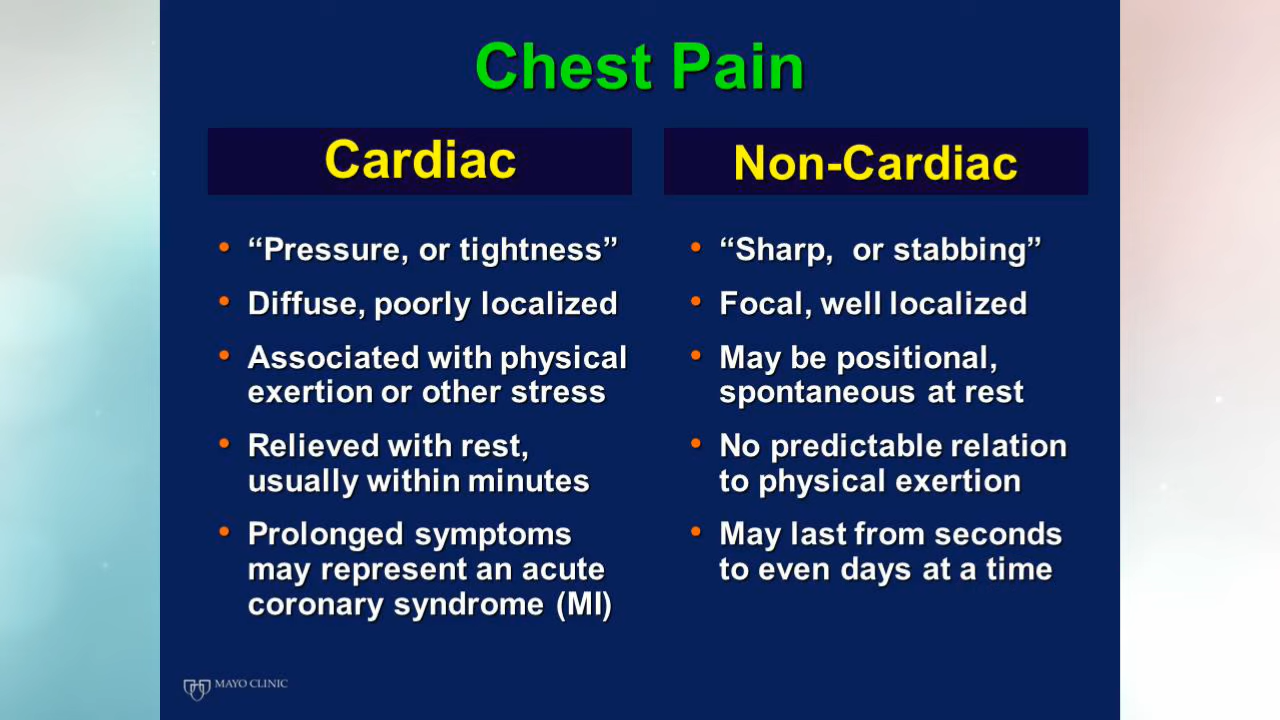 Chest Pain
Cardiac
• “Pressure, or tightness”
• Diffuse, poorly localized
• Associated with physical
exertion or other stress
• Relieved with rest,
usually within minutes
• Prolonged symptoms
may represent an acute
coronary syndrome (MI)
Non-Cardiac
• “Sharp, or stabbing”
• Focal, well localized
• May be positional,
spontaneous at rest
• No predictable relation
to physical exertion
• May last from seconds
to even days at a time
MAYO CLINIC